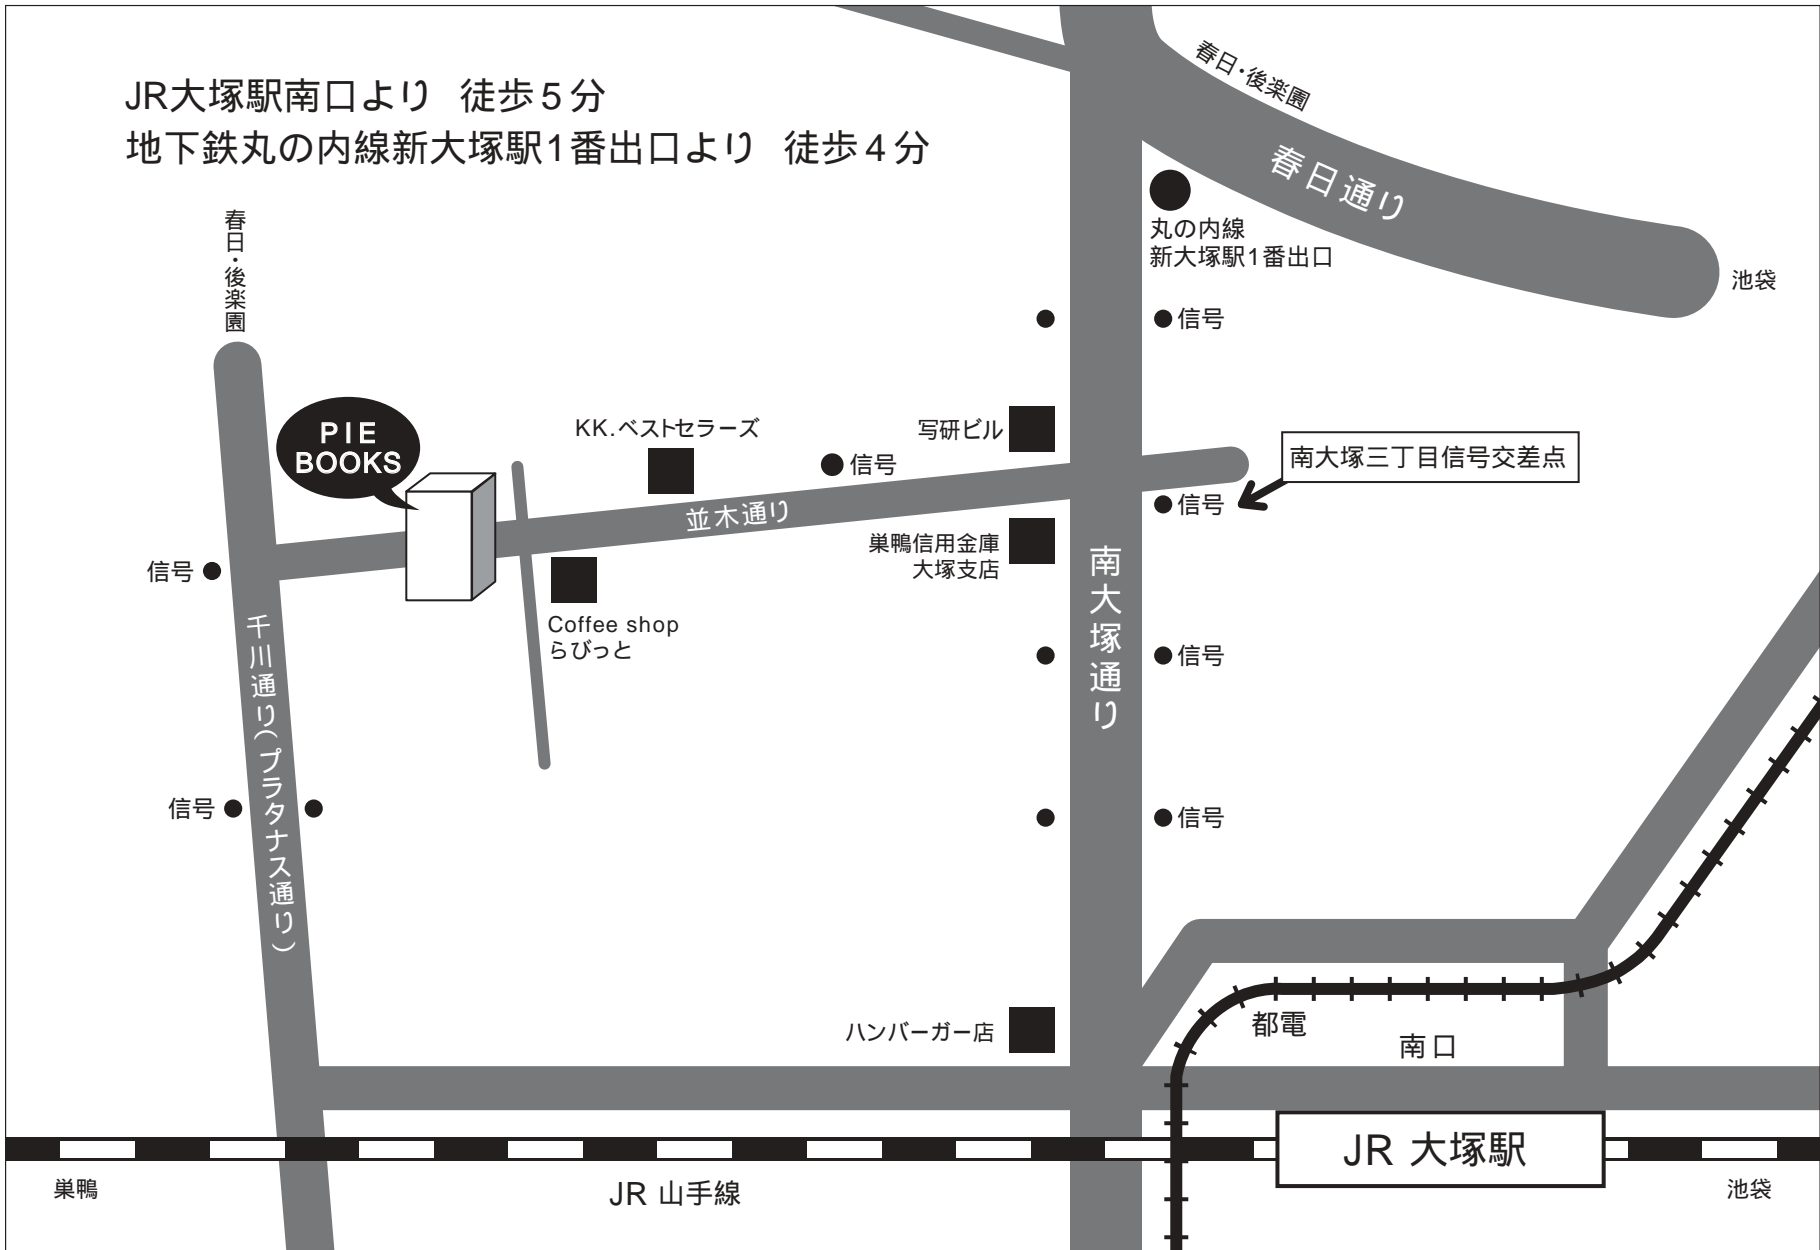 JR大塚駅南口より 徒歩5分
地下鉄丸の内線新大塚駅1番出口より 徒歩4分
春日・後楽園
春日通り
丸の内線
新大塚駅1番出口
池袋
春日・後楽園
信号
PIE
BOOKS
KK.ベストセラーズ
信号
写研ビル
南大塚三丁目信号交差点
信号
並木通り
巣鴨信用金庫
大塚支店
信号
Coffee shop
らびっと
南大塚通り
信号
千川通り(プラタナス通り)
信号
信号
ハンバーガー店
都電
南口
JR 大塚駅
巣鴨
JR 山手線
池袋